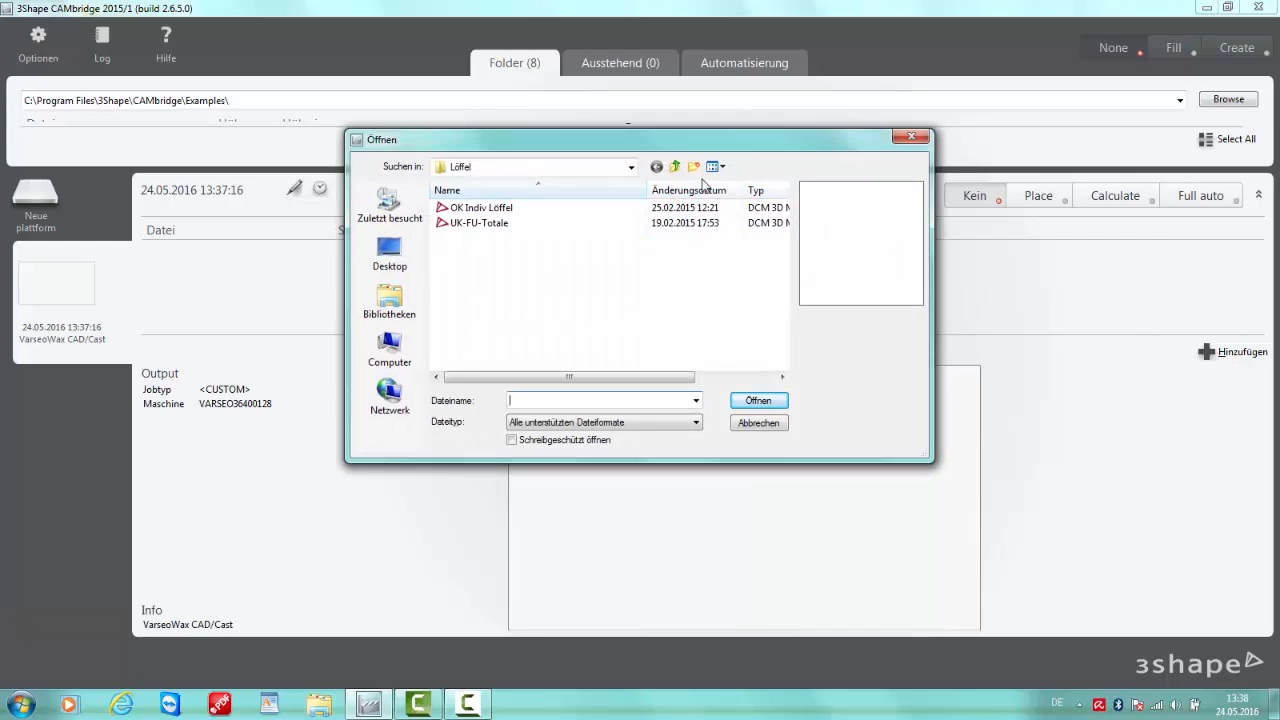 3Shape CAMbridge 2015/1 (build 2.6.5.0)
Optionen
Log
Hilfe
None
Fill
Create
Folder (8)
Ausstehend (0)
Automatisierung
C:\Program Files\3Shape\CAMbridge\Examples\
Browse
Select All
Öffnen
Suchen in:
Löffel
Name
Änderungsdatum
Typ
OK Indiv Löffel
25.02.2015 12:21
DCM 3D
UK-FU-Totale
19.02.2015 17:53
DCM 3D
Zuletzt besucht
Desktop
Bibliotheken
Computer
Netzwerk
Dateiname:
Öffnen
Dateityp:
Alle unterstützten Dateiformate
Abbrechen
Schreibgeschützt öffnen
Neue
plattform
24.05.2016 13:37:16
Kein
Place
Calculate
Full auto
Datei
24.05.2016 13:37:16
VarseoWax CAD/Cast
Hinzufügen
Output
Jobtyp <CUSTOM>
Maschine VARSEO36400128
Info
VarseoWax CAD/Cast
3shape
PDF
DE
13:38
24.05.2016